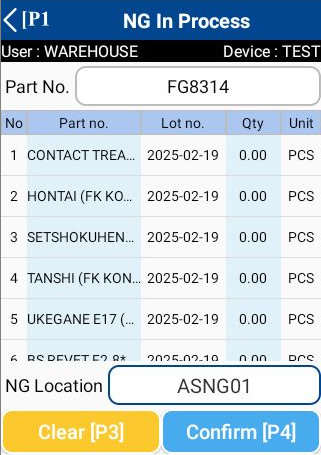 [P1 NG In Process
User : WAREHOUSE Device : TEST
Part No. FG8314
No Part no. Lot no. Qty Unit
1 CONTACT TREA... 2025-02-19 0.00 PCS
2 HONTAI (FK KO... 2025-02-19 0.00 PCS
3 SETSHOKUHEN... 2025-02-19 0.00 PCS
4 TANSHI (FK KON... 2025-02-19 0.00 PCS
5 UKEGANE E17 (... 2025-02-19 0.00 PCS
6 BS REVET F2.8* 2025-02-19 0.00 PCS
NG Location ASNG01
Clear [P3] Confirm [P4]